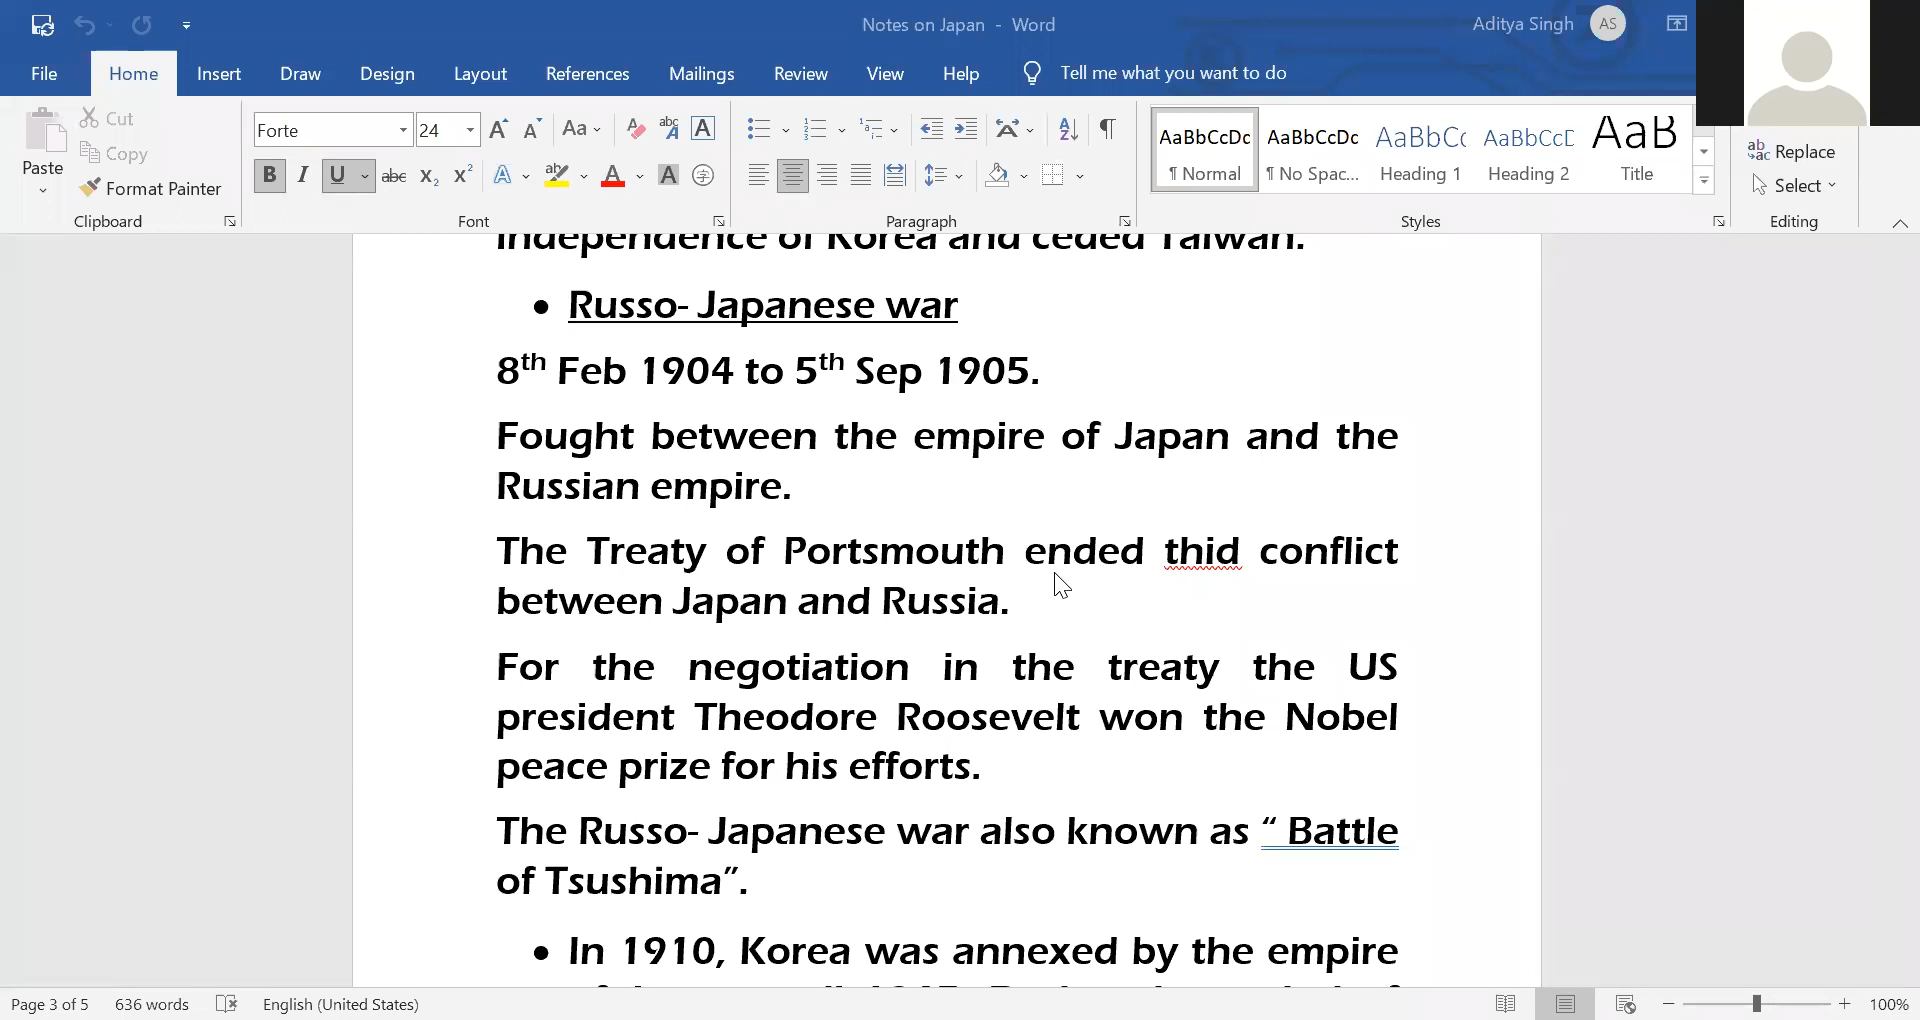 Notes on Japan - Word
Aditya Singh AS
File Home Insert Draw Design Layout References Mailings Review View Help Tell me what you want to do
Paste
Cut
Copy
Format Painter
Clipboard
Forte 24
Font
Paragraph
AaBbCcDc AaBbCcDc AaBbCc AaBbCcD AaB
¶ Normal ¶ No Spac... Heading 1 Heading 2 Title
Styles
Replace
Select
Editing
Independence of Korea and ceded Taiwan.
• Russo- Japanese war
8th Feb 1904 to 5th Sep 1905.
Fought between the empire of Japan and the
Russian empire.
The Treaty of Portsmouth ended thid conflict
between Japan and Russia.
For the negotiation in the treaty the US
president Theodore Roosevelt won the Nobel
peace prize for his efforts.
The Russo- Japanese war also known as “ Battle
of Tsushima”.
• In 1910, Korea was annexed by the empire
Page 3 of 5 636 words English (United States) 100%